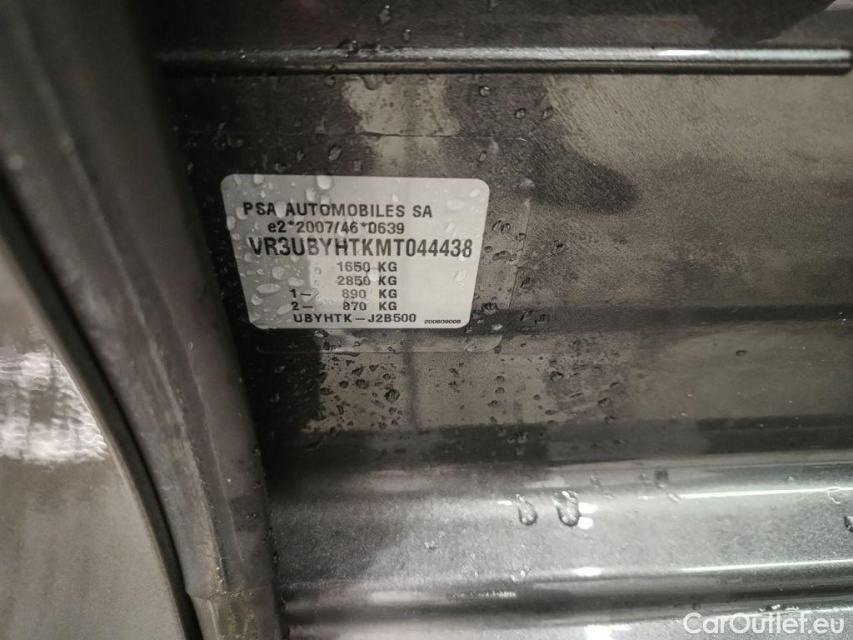 PSA AUTOMOBILES SA
e2*2007/46*0639
VR3UBYHTKMT044438
1650 KG
2850 KG
1- 890 KG
2- 870 KG
UBYHTK-J2B500
CarOutlet.eu